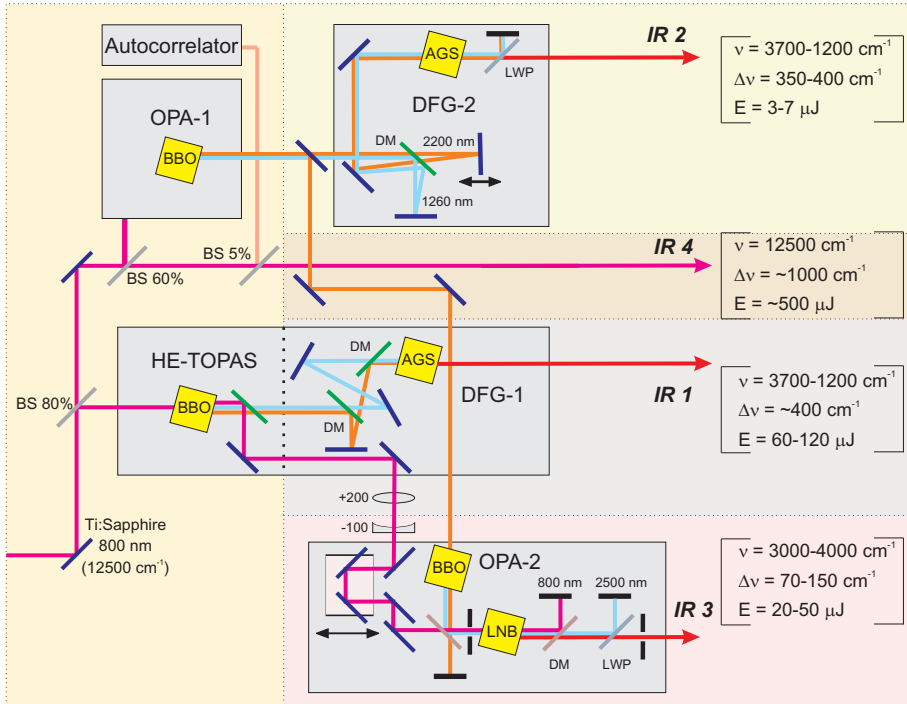 Autocorrelator
OPA-1
BBO
BS 60%
BS 5%
BS 80%
Ti:Sapphire
800 nm
(12500 cm⁻¹)
AGS
LWP
DFG-2
DM
2200 nm
1260 nm
IR 2
ν = 3700-1200 cm⁻¹
Δν = 350-400 cm⁻¹
E = 3-7 μJ
IR 4
ν = 12500 cm⁻¹
Δν = ~1000 cm⁻¹
E = ~500 μJ
HE-TOPAS
BBO
DM
DM
AGS
DFG-1
IR 1
ν = 3700-1200 cm⁻¹
Δν = ~400 cm⁻¹
E = 60-120 μJ
+200
-100
BBO
OPA-2
800 nm
2500 nm
LNB
DM
LWP
IR 3
ν = 3000-4000 cm⁻¹
Δν = 70-150 cm⁻¹
E = 20-50 μJ